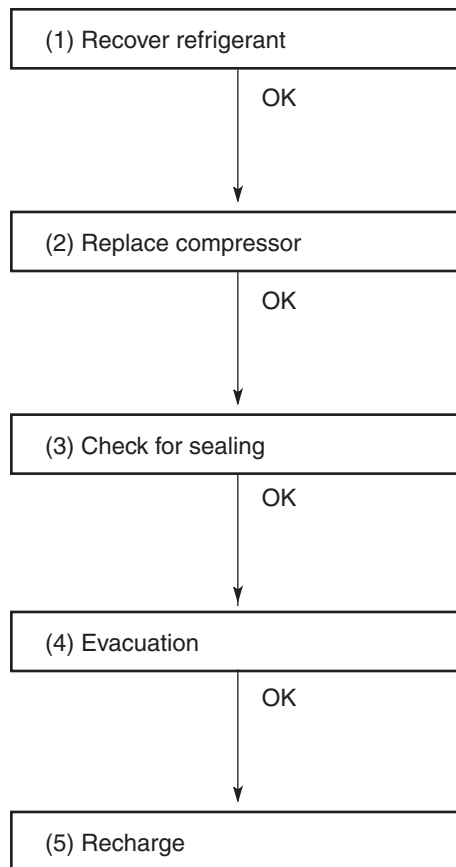 (1) Recover refrigerant
OK
(2) Replace compressor
OK
(3) Check for sealing
OK
(4) Evacuation
OK
(5) Recharge